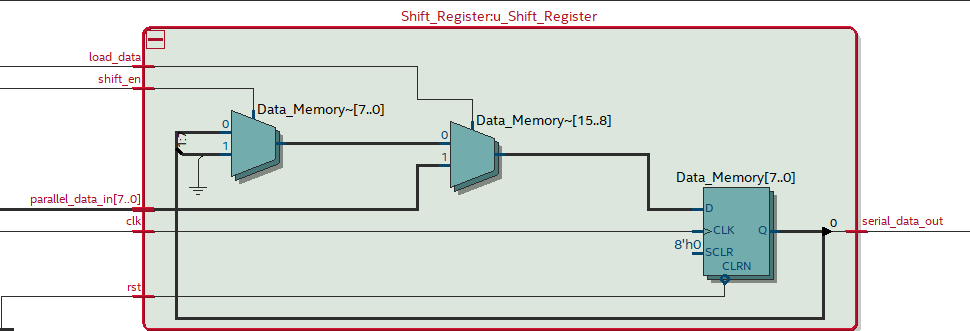 Shift_Register:u_Shift_Register
load_data
shift_en
Data_Memory~[7..0]
0
1
Data_Memory~[15..8]
0
1
parallel_data_in[7..0]
clk
Data_Memory[7..0]
D
CLK
Q
8'h0
SCLR
CLRN
0
serial_data_out
rst